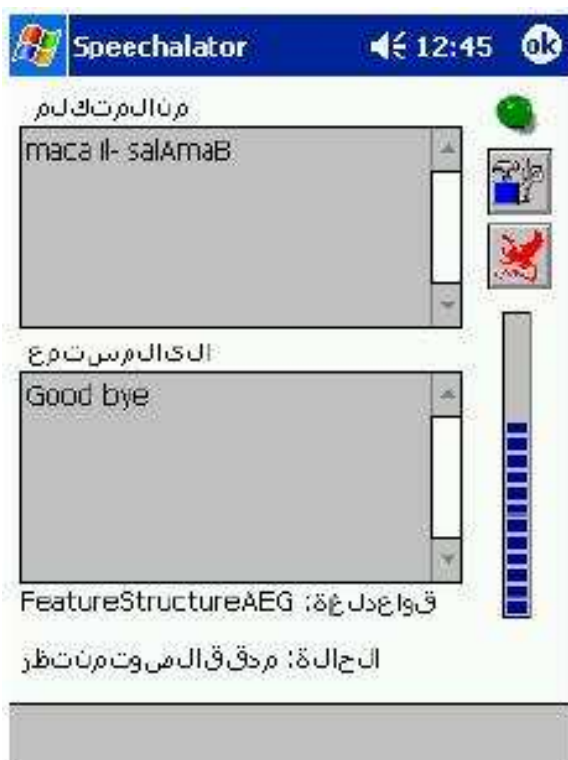 Speechalator 12:45 ok
من المتكلم
maca il- salAmaB
الى المستمع
Good bye
قواعد لغة: FeatureStructureAEG
الحالة: مدقق الصوت منتظر